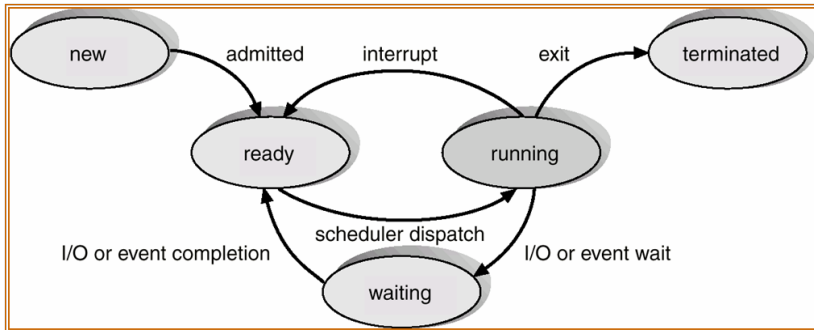 new
admitted
interrupt
exit
terminated
ready
running
scheduler dispatch
I/O or event completion
I/O or event wait
waiting